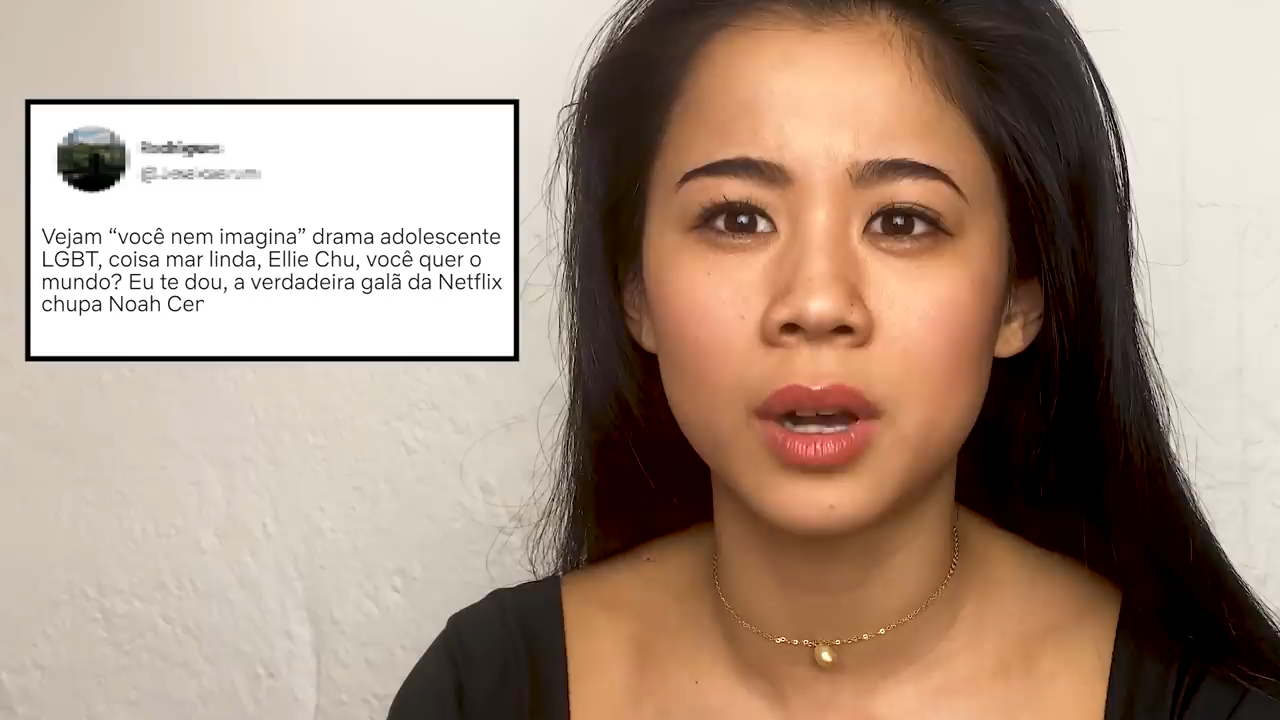 Vejam “você nem imagina” drama adolescente
LGBT, coisa mar linda, Ellie Chu, você quer o
mundo? Eu te dou, a verdadeira galã da Netflix
chupa Noah Cer